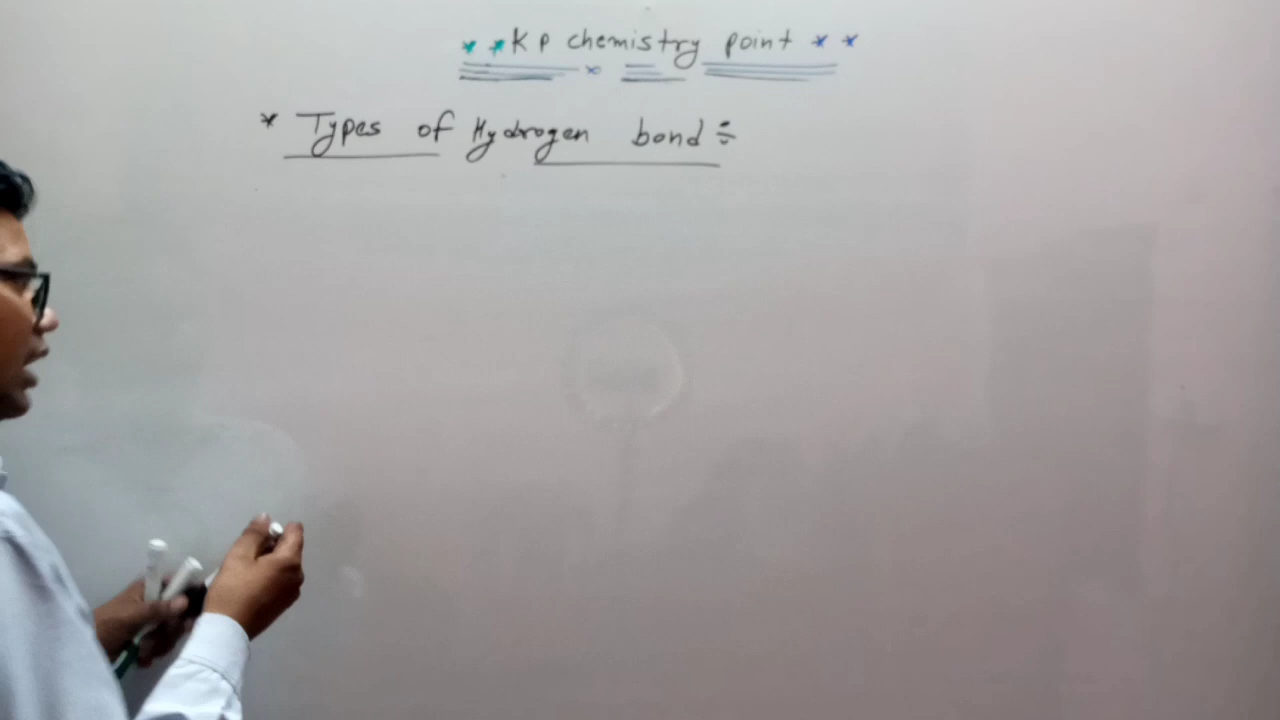 * * K P chemistry point * *
* Types of Hydrogen bond ÷